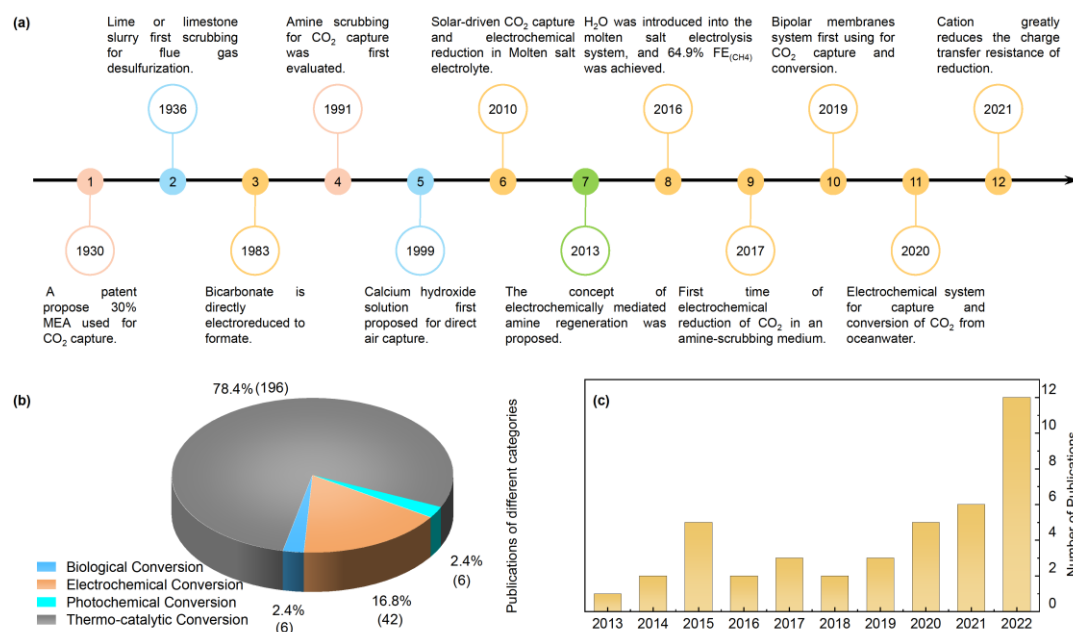 (a)
Lime or limestone
slurry first scrubbing
for flue gas
desulfurization.
Amine scrubbing
for CO₂ capture
was first
evaluated.
Solar-driven CO₂ capture
and electrochemical
reduction in Molten salt
electrolyte.
H₂O was introduced into the
molten salt electrolysis
system, and 64.9% FE(CH4)
was achieved.
Bipolar membranes
system first using for
CO₂ capture and
conversion.
Cation greatly
reduces the charge
transfer resistance of
reduction.
1936
1991
2010
2016
2019
2021
1 2 3 4 5 6 7 8 9 10 11 12
1930
1983
1999
2013
2017
2020
A patent
propose 30%
MEA used for
CO₂ capture.
Bicarbonate is
directly
electroreduced to
formate.
Calcium hydroxide
solution first
proposed for direct
air capture.
The concept of
electrochemically mediated
amine regeneration was
proposed.
First time of
electrochemical
reduction of CO₂ in an
amine-scrubbing medium.
Electrochemical system
for capture and
conversion of CO₂ from
oceanwater.
(b)
78.4% (196)
2.4%
(6)
16.8%
(42)
2.4%
(6)
Biological Conversion
Electrochemical Conversion
Photochemical Conversion
Thermo-catalytic Conversion
Publications of different categories
(c)
12
10
8
6
4
2
0
Number of Publications
2013 2014 2015 2016 2017 2018 2019 2020 2021 2022